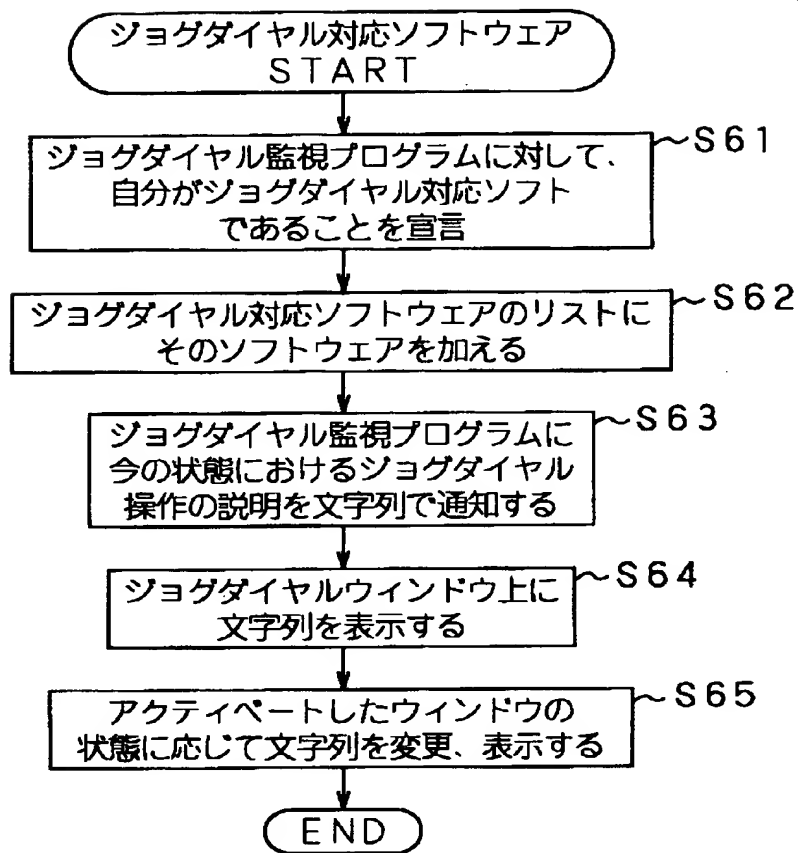 ジョグダイヤル対応ソフトウェア
START
ジョグダイヤル監視プログラムに対して、
自分がジョグダイヤル対応ソフト
であることを宣言
S61
ジョグダイヤル対応ソフトウェアのリストに
そのソフトウェアを加える
S62
ジョグダイヤル監視プログラムに
今の状態におけるジョグダイヤル
操作の説明を文字列で通知する
S63
ジョグダイヤルウィンドウ上に
文字列を表示する
S64
アクティベートしたウィンドウの
状態に応じて文字列を変更、表示する
S65
END